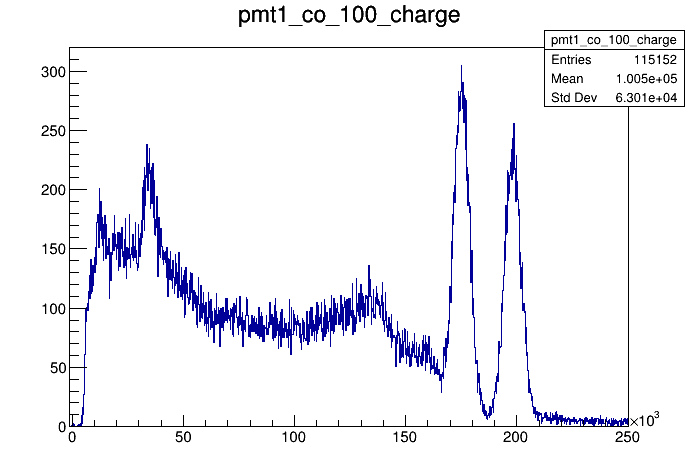 pmt1_co_100_charge
pmt1_co_100_charge
Entries 115152
Mean 1.005e+05
Std Dev 6.301e+04
300
250
200
150
100
50
0
0 50 100 150 200 250
×10³